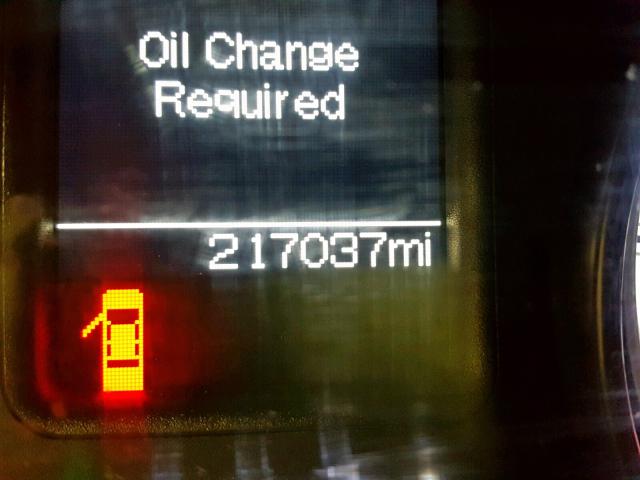 Oil Change
Required
217037mi